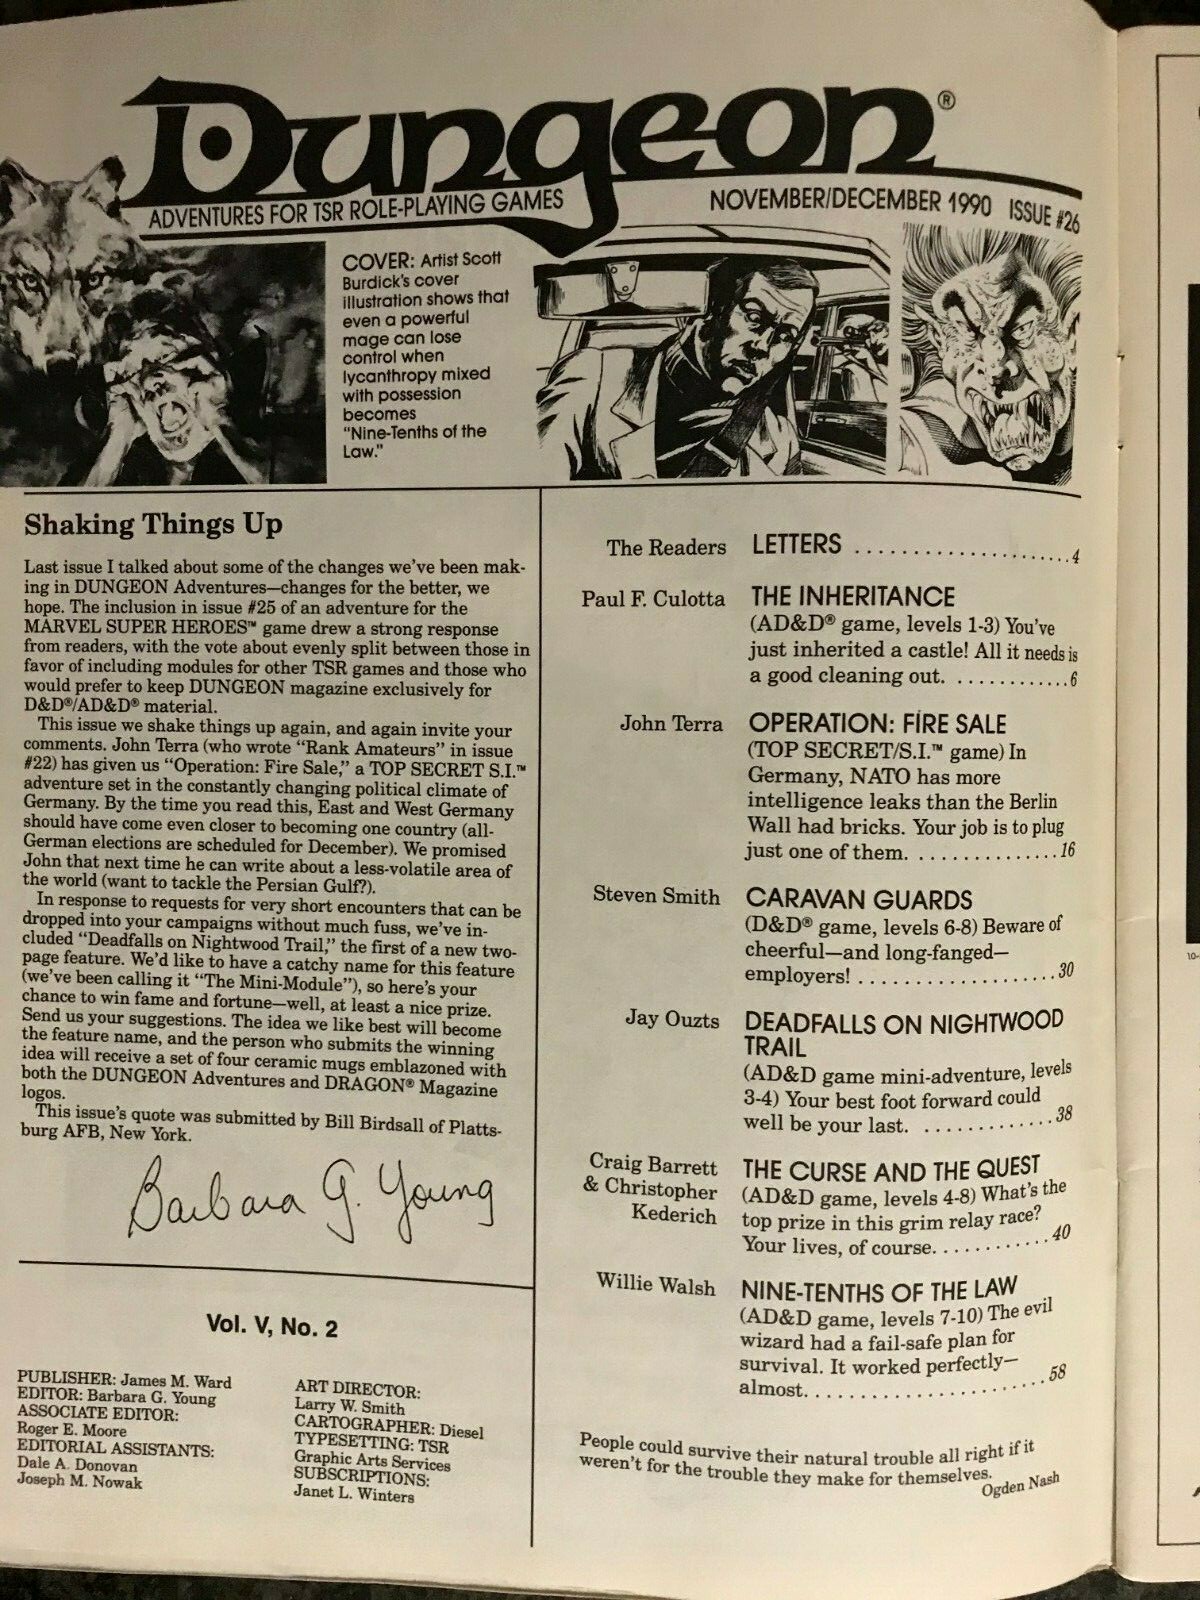 Dungeon®
ADVENTURES FOR TSR ROLE-PLAYING GAMES
NOVEMBER/DECEMBER 1990 ISSUE #26
COVER: Artist Scott
Burdick's cover
illustration shows that
even a powerful
mage can lose
control when
lycanthropy mixed
with possession
becomes
“Nine-Tenths of the
Law.”
Shaking Things Up
Last issue I talked about some of the changes we've been mak-
ing in DUNGEON Adventures—changes for the better, we
hope. The inclusion in issue #25 of an adventure for the
MARVEL SUPER HEROES™ game drew a strong response
from readers, with the vote about evenly split between those in
favor of including modules for other TSR games and those who
would prefer to keep DUNGEON magazine exclusively for
D&D®/AD&D® material.
This issue we shake things up again, and again invite your
comments. John Terra (who wrote “Rank Amateurs” in issue
#22) has given us “Operation: Fire Sale,” a TOP SECRET S.I.™
adventure set in the constantly changing political climate of
Germany. By the time you read this, East and West Germany
should have come even closer to becoming one country (all-
German elections are scheduled for December). We promised
John that next time he can write about a less-volatile area of
the world (want to tackle the Persian Gulf?).
In response to requests for very short encounters that can be
dropped into your campaigns without much fuss, we've in-
cluded “Deadfalls on Nightwood Trail,” the first of a new two-
page feature. We'd like to have a catchy name for this feature
(we've been calling it “The Mini-Module”), so here's your
chance to win fame and fortune—well, at least a nice prize.
Send us your suggestions. The idea we like best will become
the feature name, and the person who submits the winning
idea will receive a set of four ceramic mugs emblazoned with
both the DUNGEON Adventures and DRAGON® Magazine
logos.
This issue's quote was submitted by Bill Birdsall of Platts-
burg AFB, New York.
Barbara G. Young
Vol. V, No. 2
PUBLISHER: James M. Ward
EDITOR: Barbara G. Young
ASSOCIATE EDITOR:
Roger E. Moore
EDITORIAL ASSISTANTS:
Dale A. Donovan
Joseph M. Nowak
ART DIRECTOR:
Larry W. Smith
CARTOGRAPHER: Diesel
TYPESETTING: TSR
Graphic Arts Services
SUBSCRIPTIONS:
Janet L. Winters
The Readers LETTERS ......................4
Paul F. Culotta THE INHERITANCE
(AD&D® game, levels 1-3) You've
just inherited a castle! All it needs is
a good cleaning out. ............6
John Terra OPERATION: FIRE SALE
(TOP SECRET/S.I.™ game) In
Germany, NATO has more
intelligence leaks than the Berlin
Wall had bricks. Your job is to plug
just one of them. ...............16
Steven Smith CARAVAN GUARDS
(D&D® game, levels 6-8) Beware of
cheerful—and long-fanged—
employers! ....................30
Jay Ouzts DEADFALLS ON NIGHTWOOD
TRAIL
(AD&D game mini-adventure, levels
3-4) Your best foot forward could
well be your last. .............38
Craig Barrett THE CURSE AND THE QUEST
& Christopher (AD&D game, levels 4-8) What's the
Kederich top prize in this grim relay race?
Your lives, of course............40
Willie Walsh NINE-TENTHS OF THE LAW
(AD&D game, levels 7-10) The evil
wizard had a fail-safe plan for
survival. It worked perfectly—
almost........................58
People could survive their natural trouble all right if it
weren't for the trouble they make for themselves.
Ogden Nash
10-